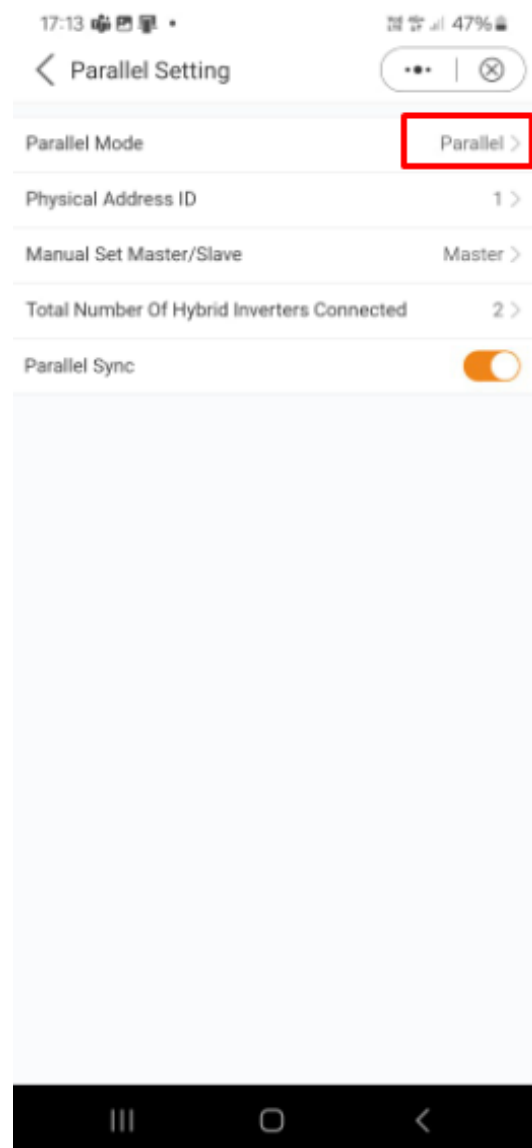 17:13
47%
Parallel Setting
Parallel Mode Parallel
Physical Address ID 1
Manual Set Master/Slave Master
Total Number Of Hybrid Inverters Connected 2
Parallel Sync